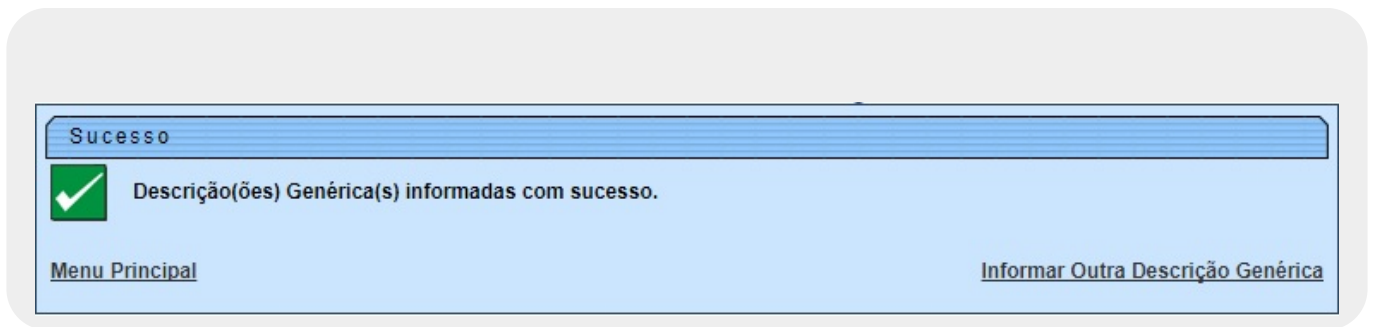 Sucesso
Descrição(ões) Genérica(s) informadas com sucesso.
Menu Principal
Informar Outra Descrição Genérica